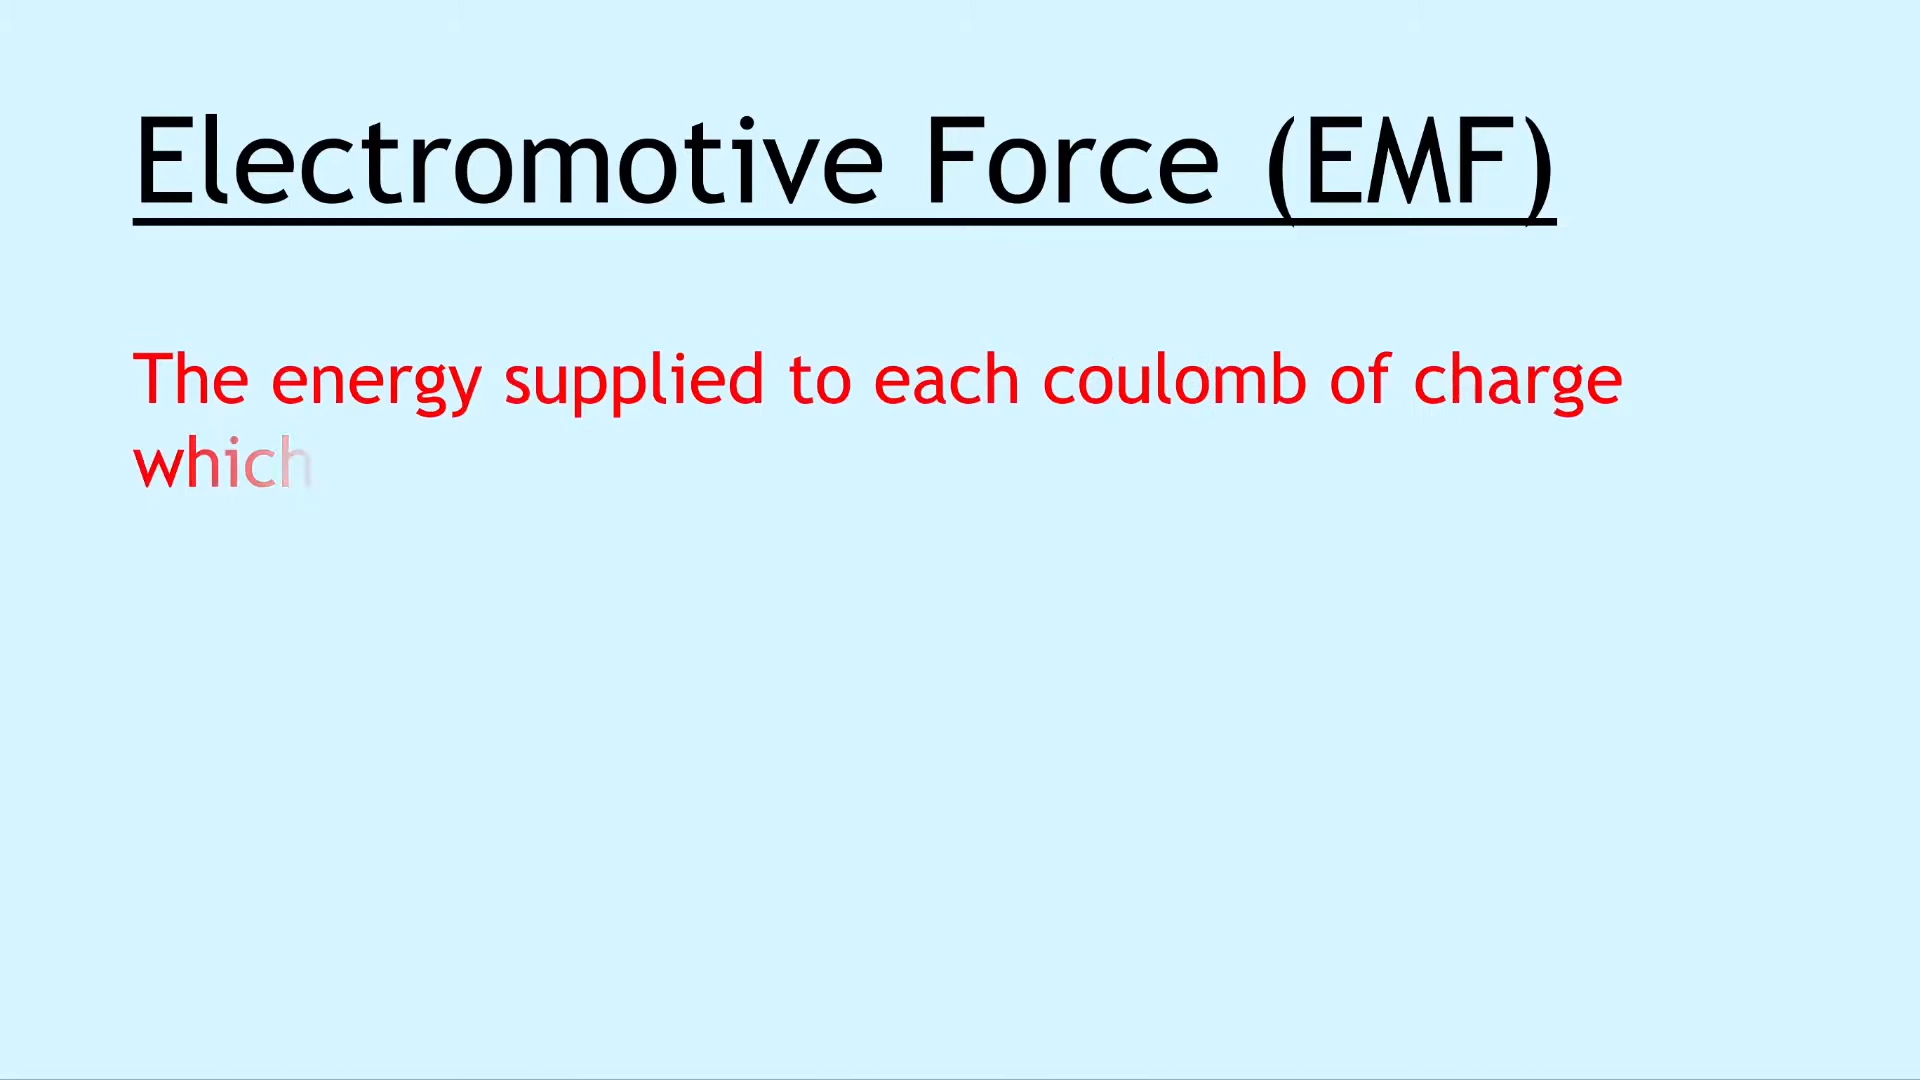 Electromotive Force (EMF)
The energy supplied to each coulomb of charge
which